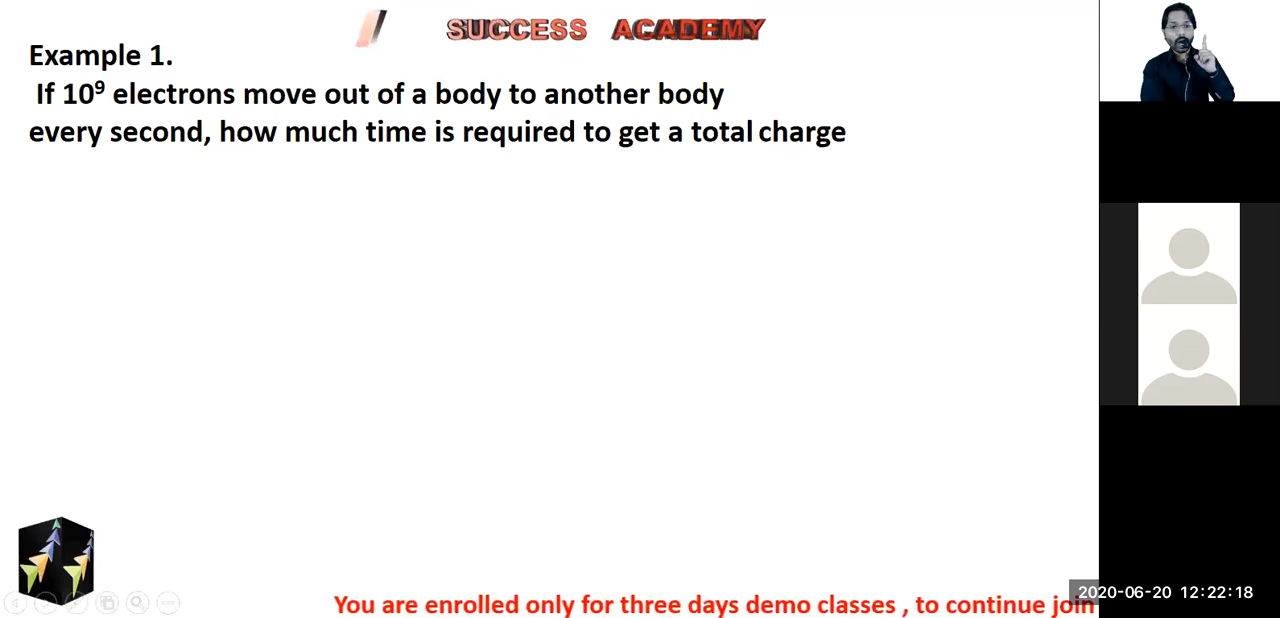 SUCCESS ACADEMY
Example 1.
If 10⁹ electrons move out of a body to another body
every second, how much time is required to get a total charge
You are enrolled only for three days demo classes , to continue join
2020-06-20 12:22:18